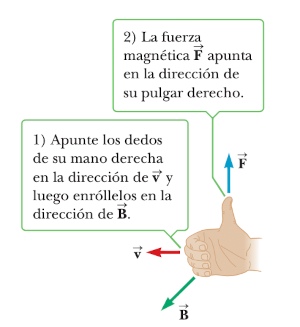 2) La fuerza
magnética F⃗ apunta
en la dirección de
su pulgar derecho.
1) Apunte los dedos
de su mano derecha
en la dirección de v⃗ y
luego enróllelos en la
dirección de B⃗.
F⃗
v⃗
B⃗